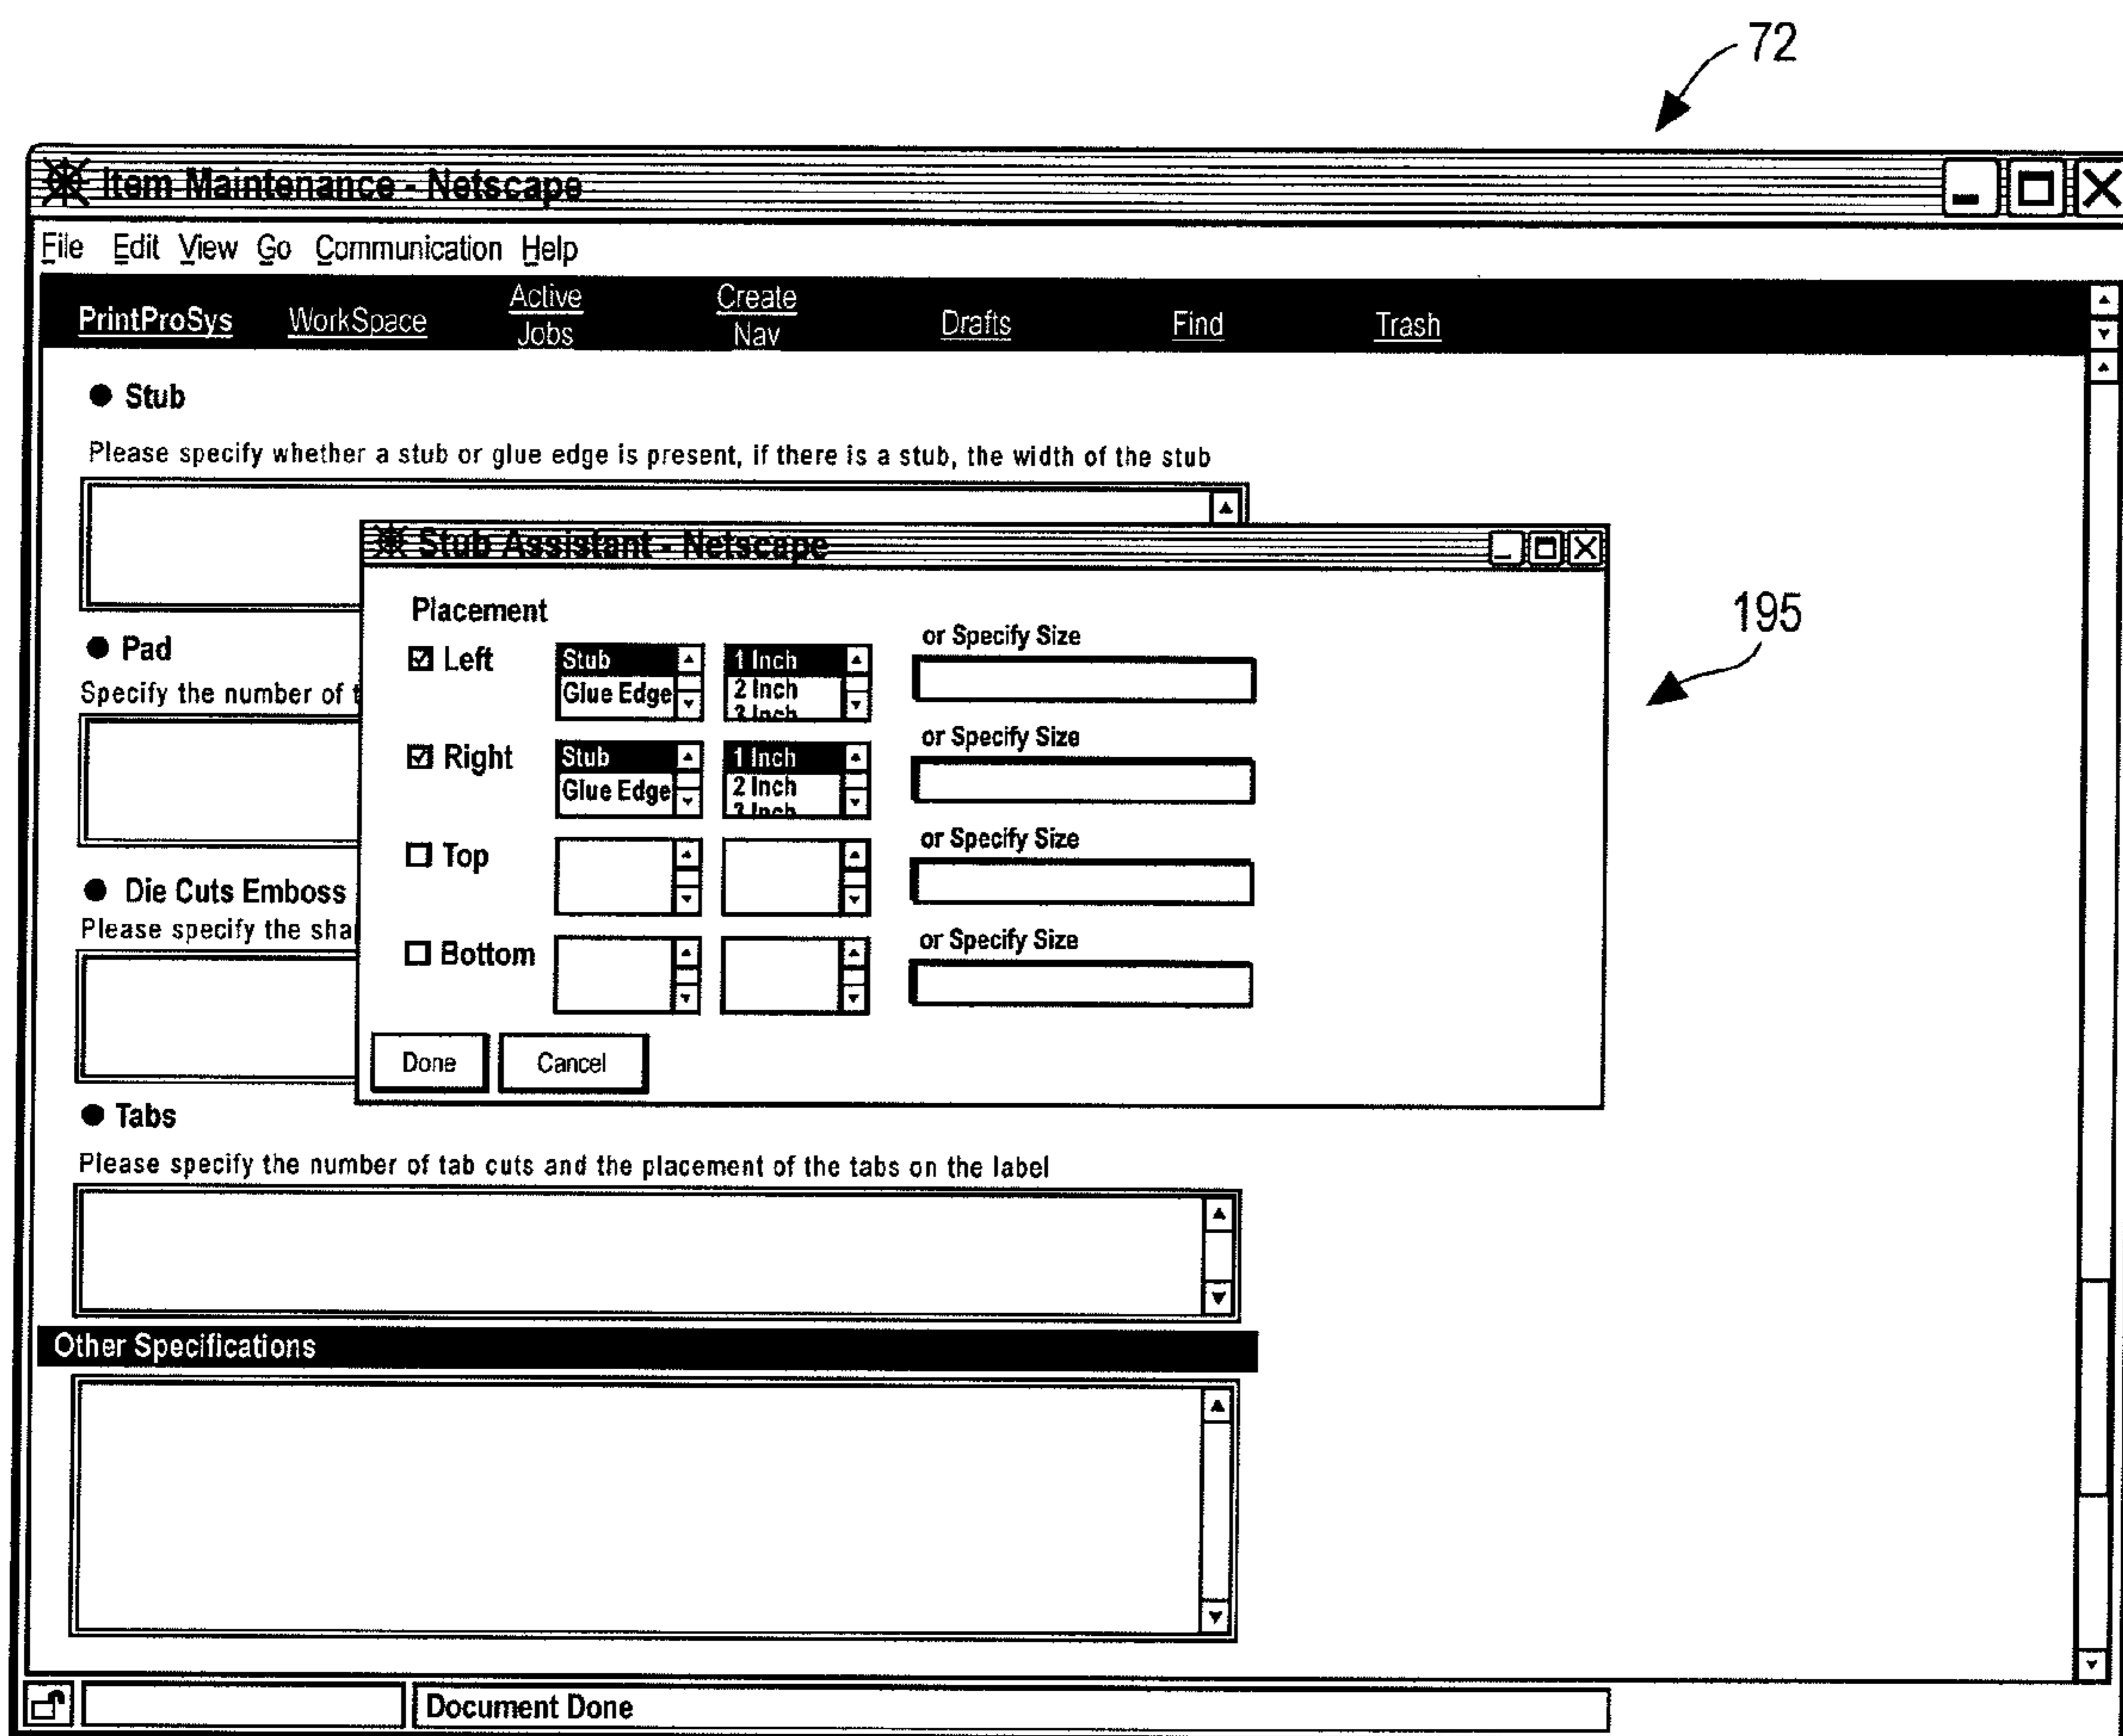 72
Item Maintenance - Netscape
File Edit View Go Communication Help
PrintProSys WorkSpace Active Jobs Create Nav Drafts Find Trash
Stub
Please specify whether a stub or glue edge is present, if there is a stub, the width of the stub
Stub Assistant - Netscape
195
Placement
Left Stub 1 Inch or Specify Size
Glue Edge 2 Inch
3 Inch
Right Stub 1 Inch or Specify Size
Glue Edge 2 Inch
3 Inch
Top or Specify Size
Bottom or Specify Size
Done Cancel
Pad
Specify the number of
Die Cuts Emboss
Please specify the
Tabs
Please specify the number of tab cuts and the placement of the tabs on the label
Other Specifications
Document Done